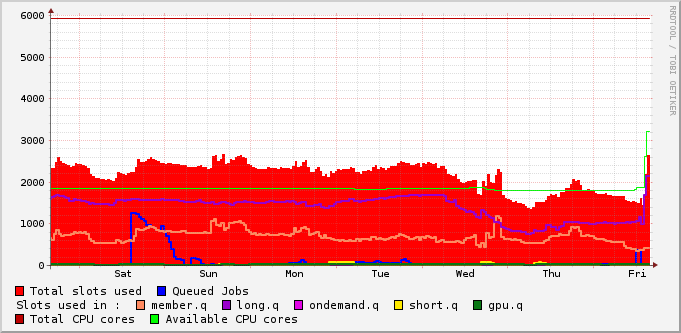 6000
5000
4000
3000
2000
1000
0
Sat Sun Mon Tue Wed Thu Fri
Total slots used Queued Jobs
Slots used in : member.q long.q ondemand.q short.q gpu.q
Total CPU cores Available CPU cores
RRDTOOL / TOBI OETIKER